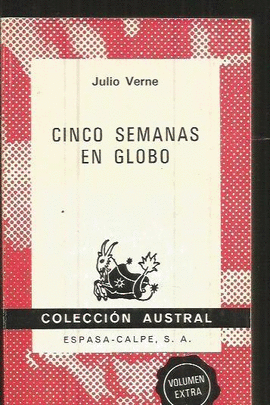 Julio Verne
CINCO SEMANAS
EN GLOBO
COLECCIÓN AUSTRAL
ESPASA-CALPE, S. A.
VOLUMEN
EXTRA